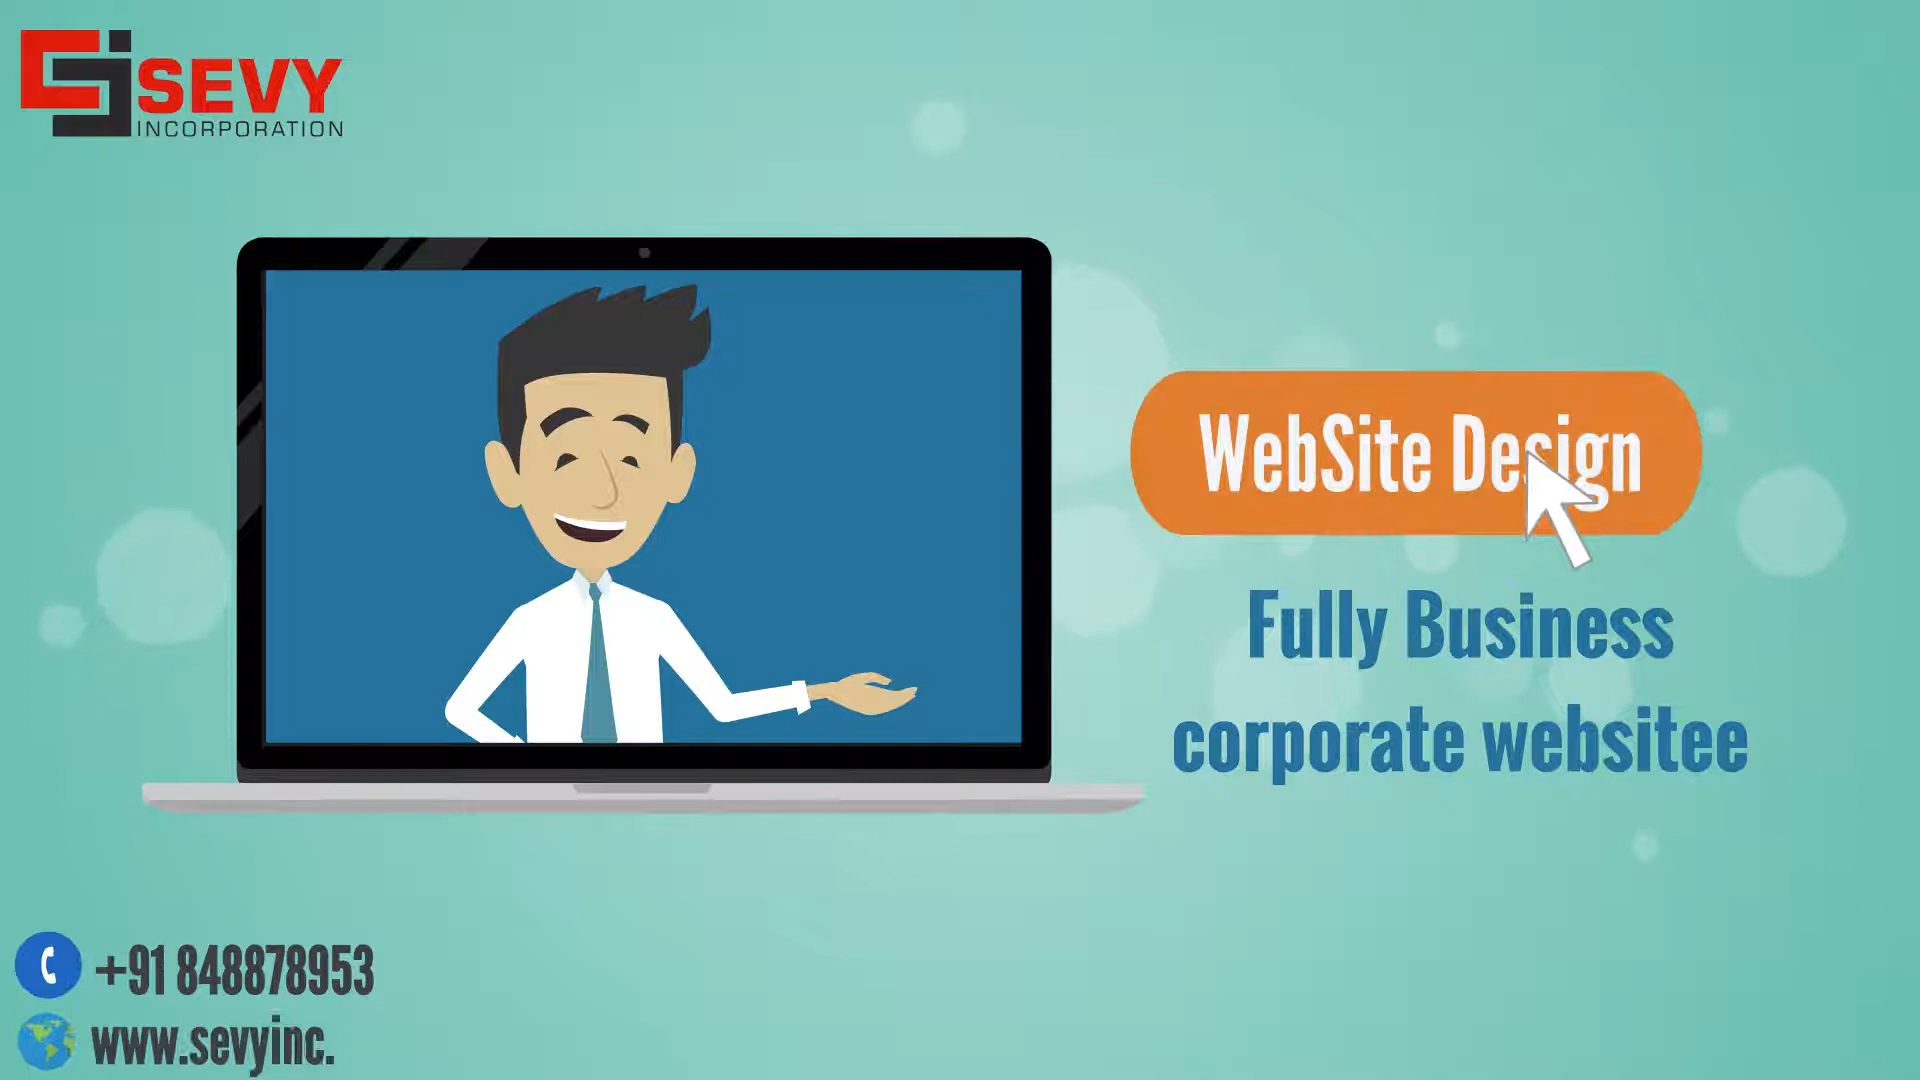 SEVY
INCORPORATION
WebSite Design
Fully Business
corporate websitee
+91 848878953
www.sevyinc.